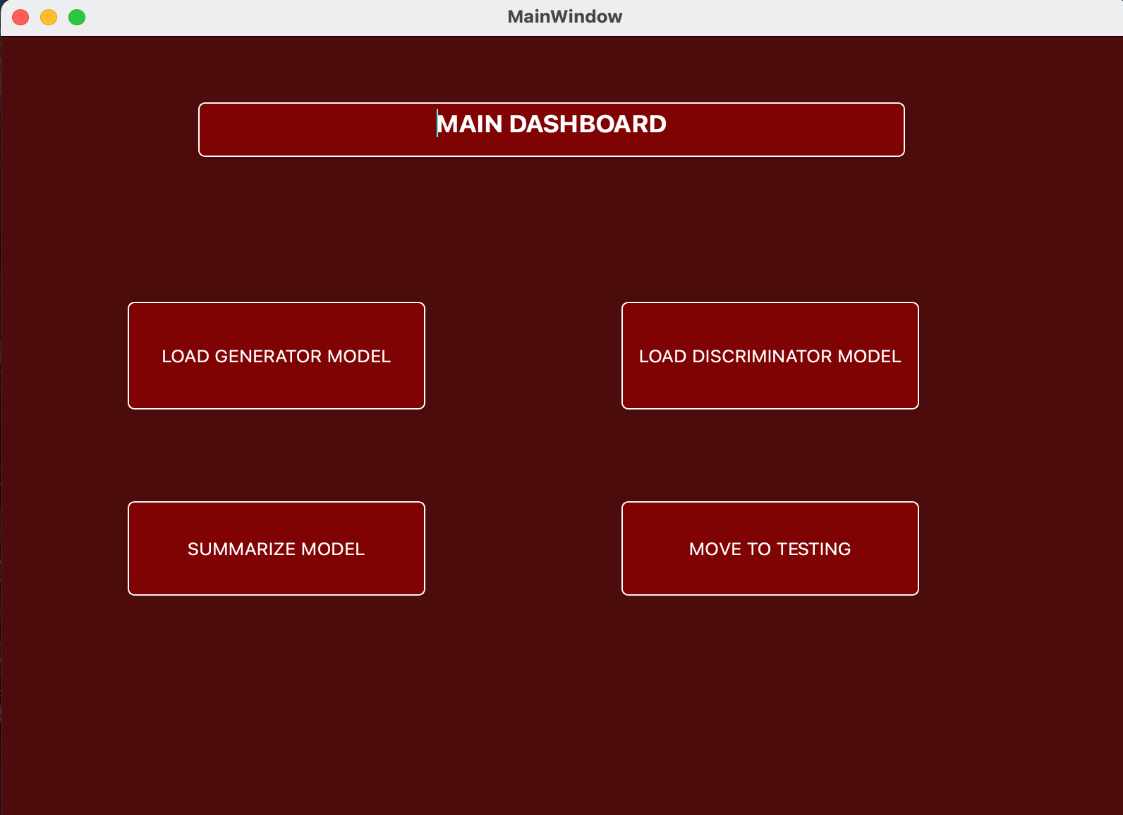 MainWindow
MAIN DASHBOARD
LOAD GENERATOR MODEL
LOAD DISCRIMINATOR MODEL
SUMMARIZE MODEL
MOVE TO TESTING